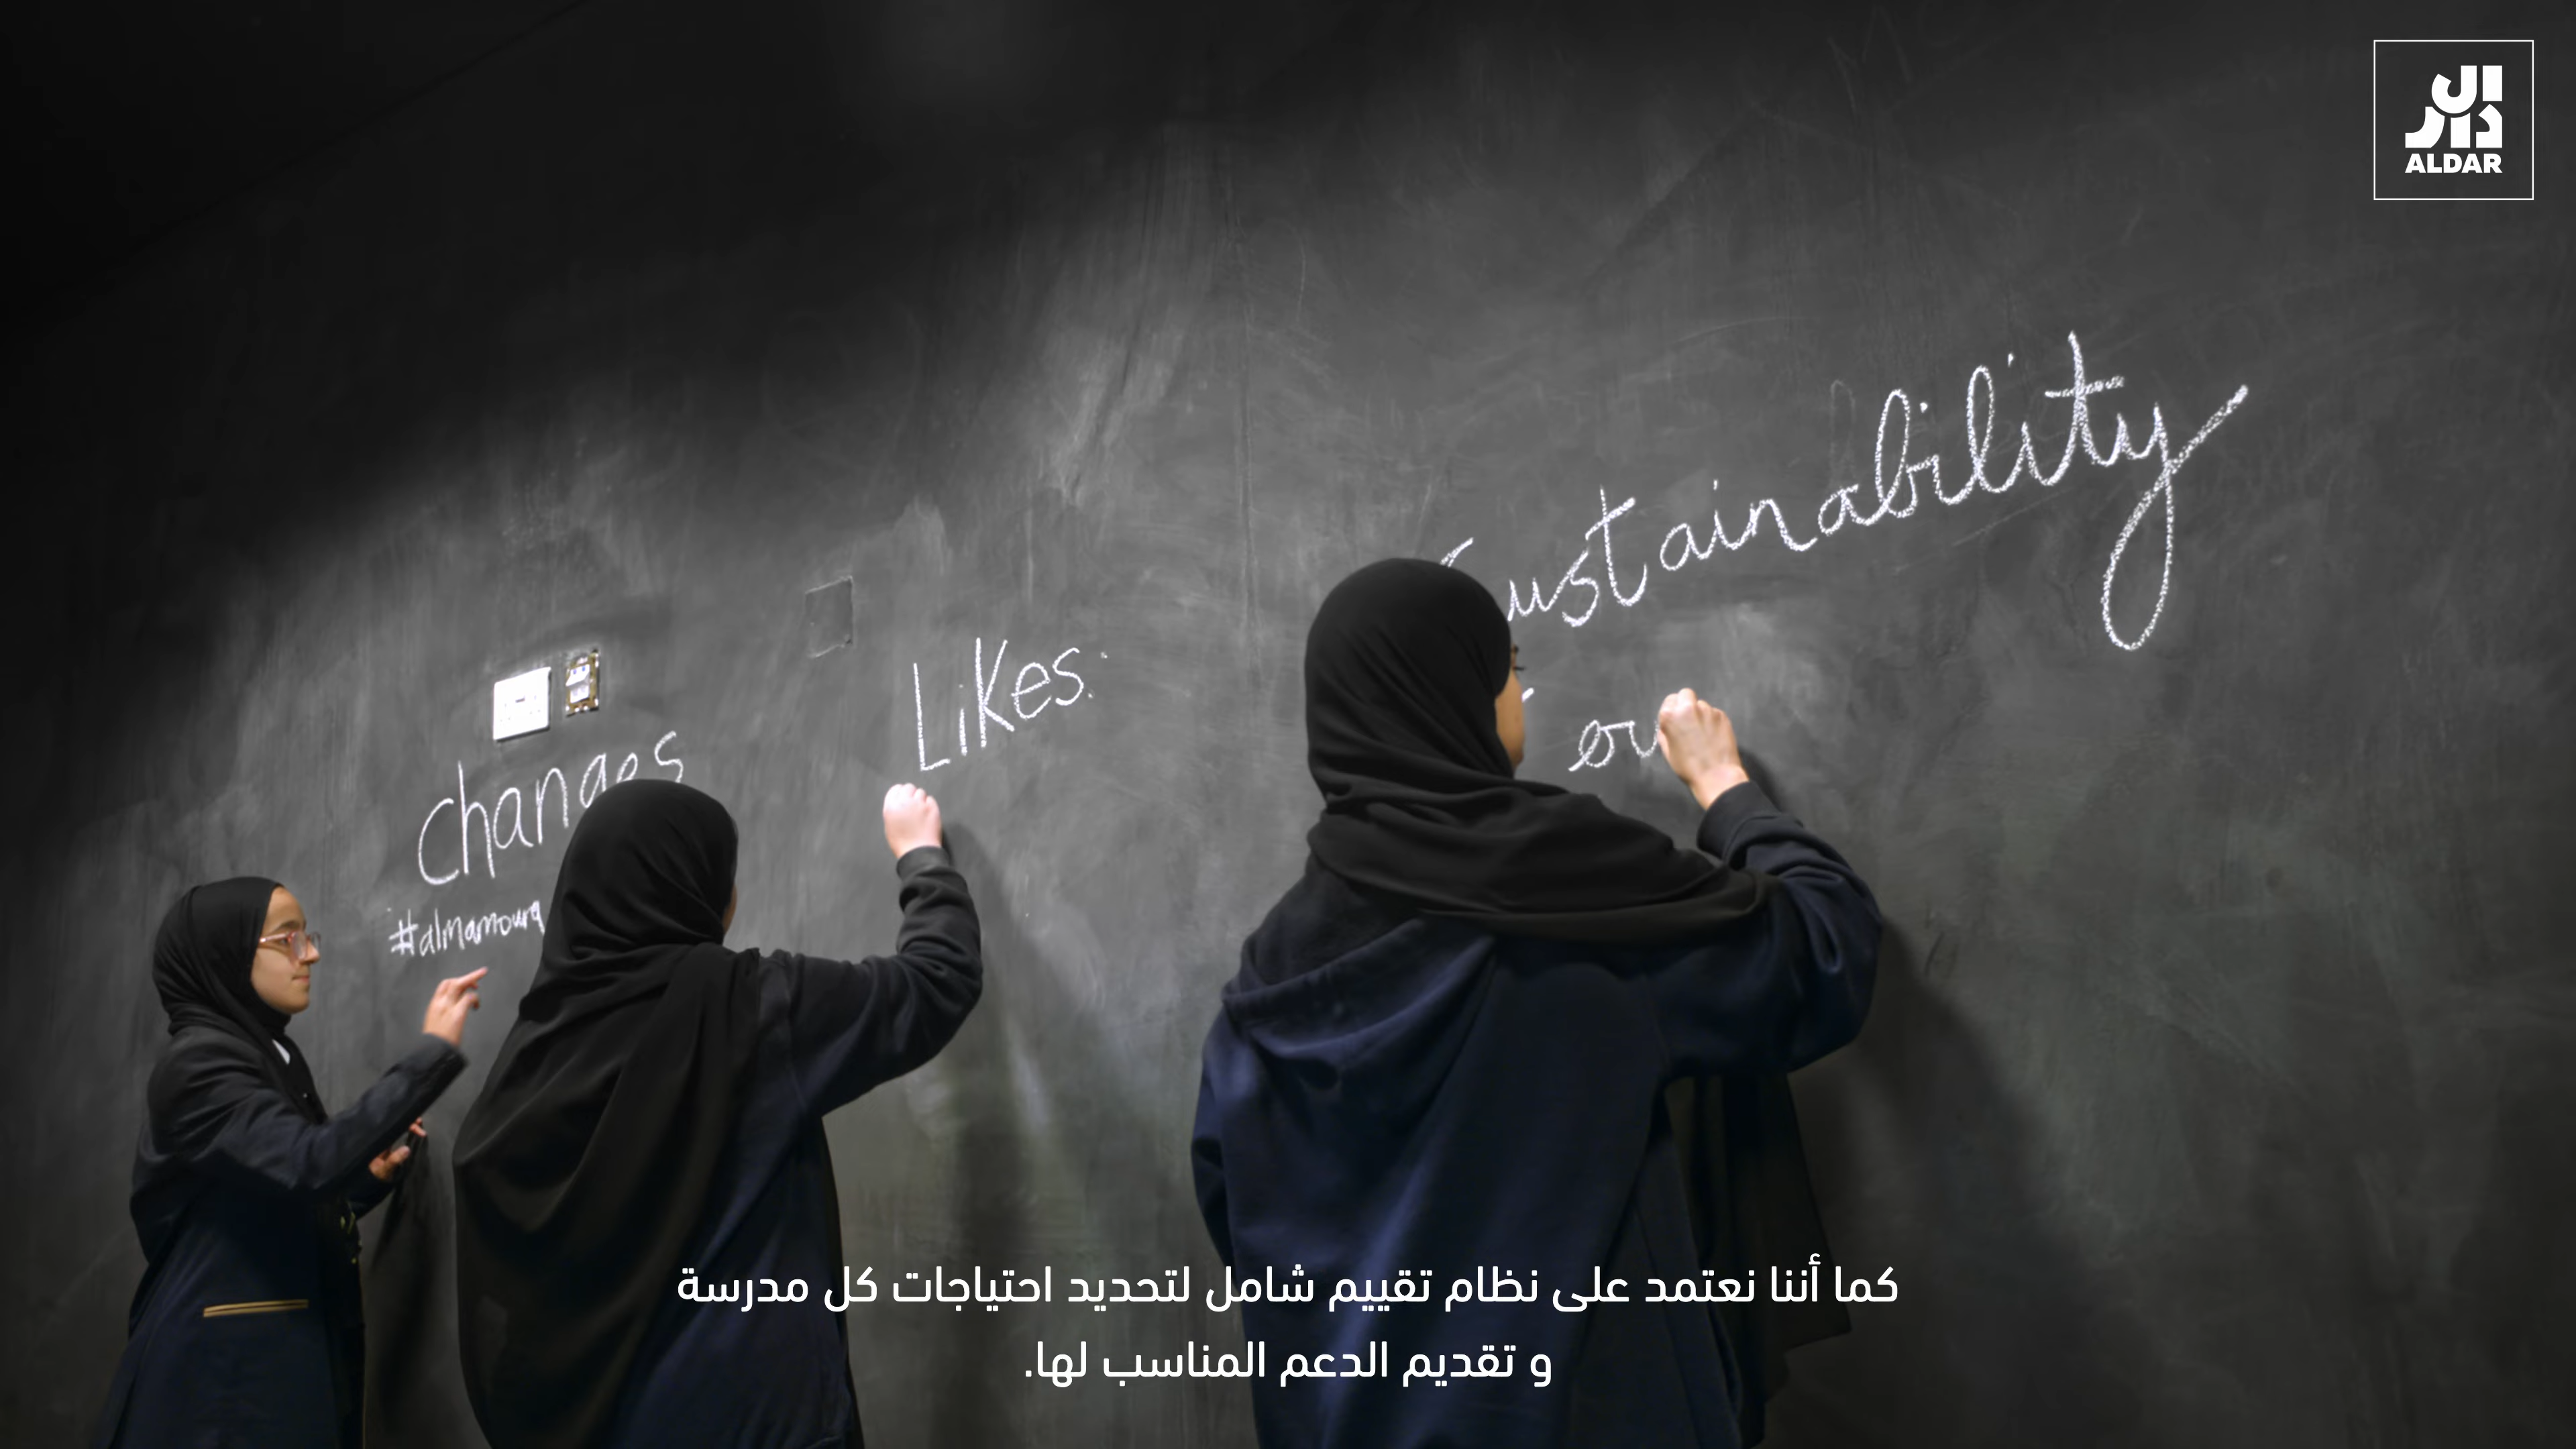 ال
دار
ALDAR
Sustainability
Likes:
changes
كما أننا نعتمد على نظام تقييم شامل لتحديد احتياجات كل مدرسة
و تقديم الدعم المناسب لها.